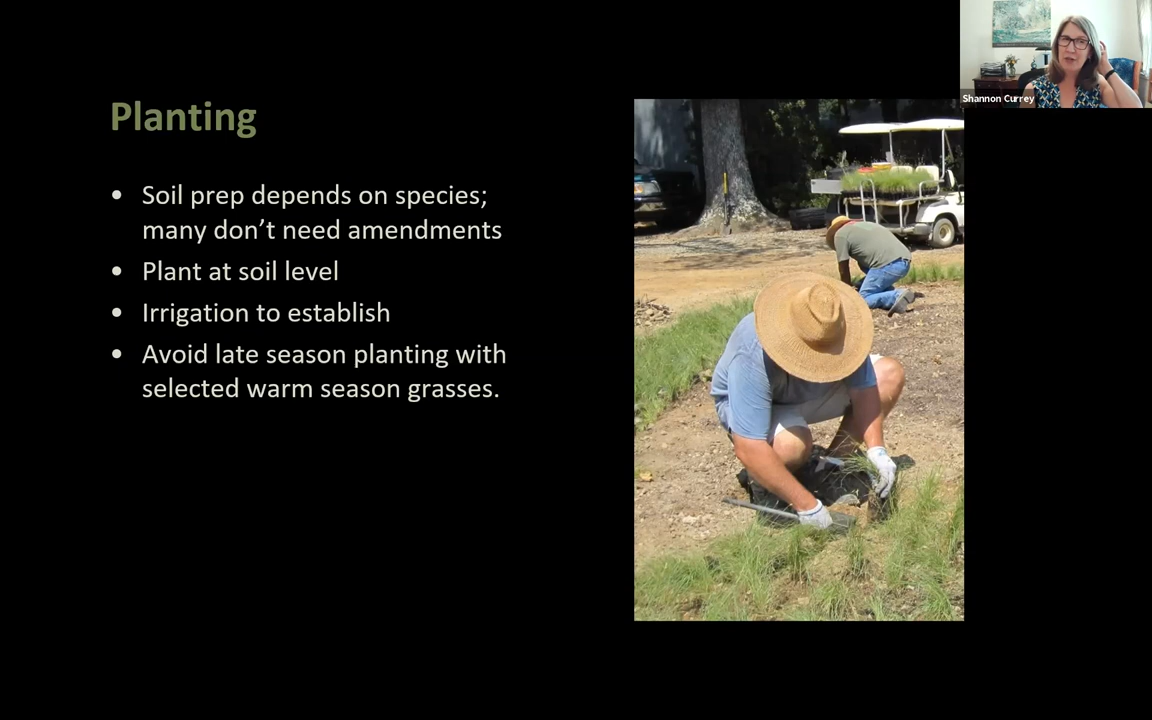 Shannon Currey
Planting
• Soil prep depends on species;
many don’t need amendments
• Plant at soil level
• Irrigation to establish
• Avoid late season planting with
selected warm season grasses.